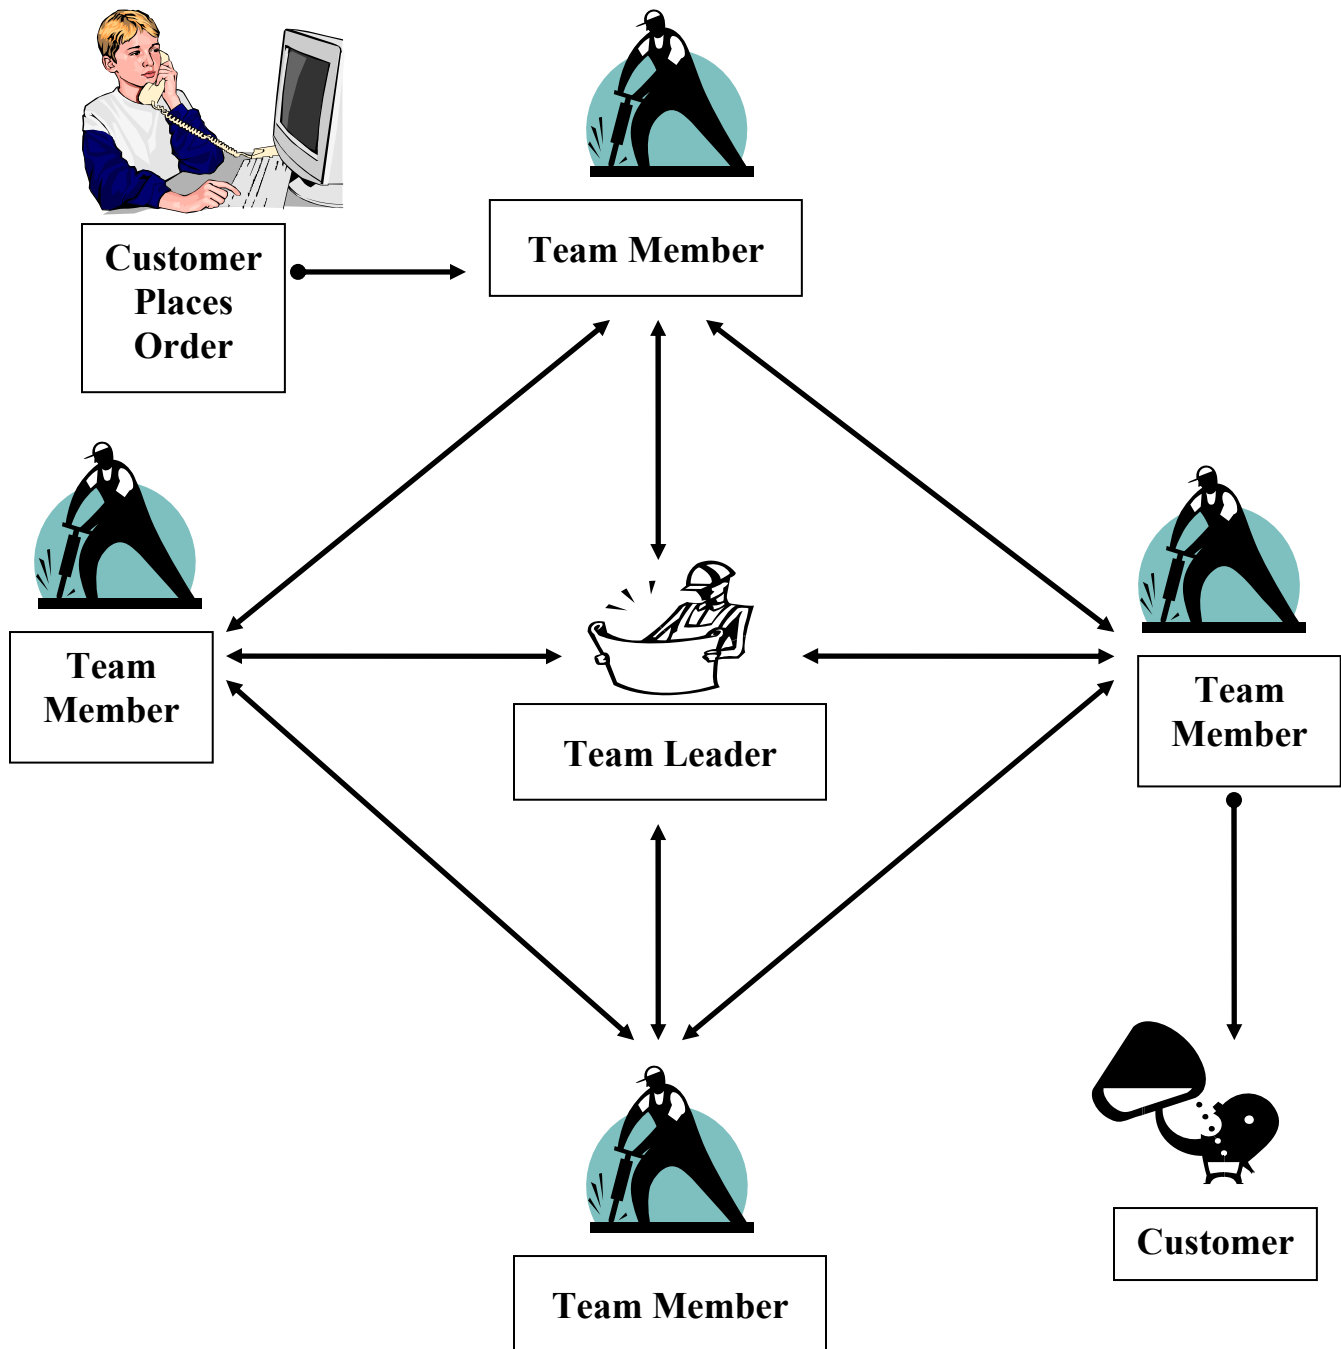 Customer
Places
Order
Team Member
Team
Member
Team Leader
Team
Member
Team Member
Customer